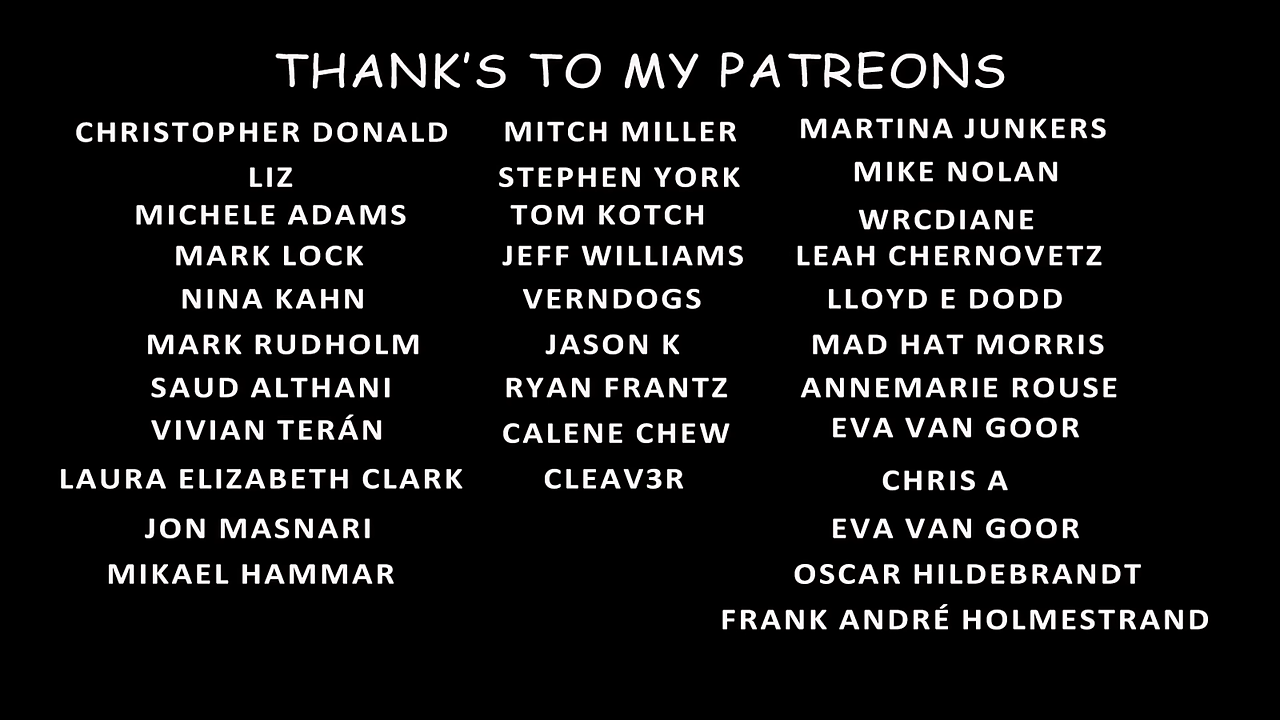 THANK'S TO MY PATREONS
CHRISTOPHER DONALD
LIZ
MICHELE ADAMS
MARK LOCK
NINA KAHN
MARK RUDHOLM
SAUD ALTHANI
VIVIAN TERÁN
LAURA ELIZABETH CLARK
JON MASNARI
MIKAEL HAMMAR
MITCH MILLER
STEPHEN YORK
TOM KOTCH
JEFF WILLIAMS
VERNDOGS
JASON K
RYAN FRANTZ
CALENE CHEW
CLEAV3R
MARTINA JUNKERS
MIKE NOLAN
WRCDIANE
LEAH CHERNOVETZ
LLOYD E DODD
MAD HAT MORRIS
ANNEMARIE ROUSE
EVA VAN GOOR
CHRIS A
EVA VAN GOOR
OSCAR HILDEBRANDT
FRANK ANDRÉ HOLMESTRAND